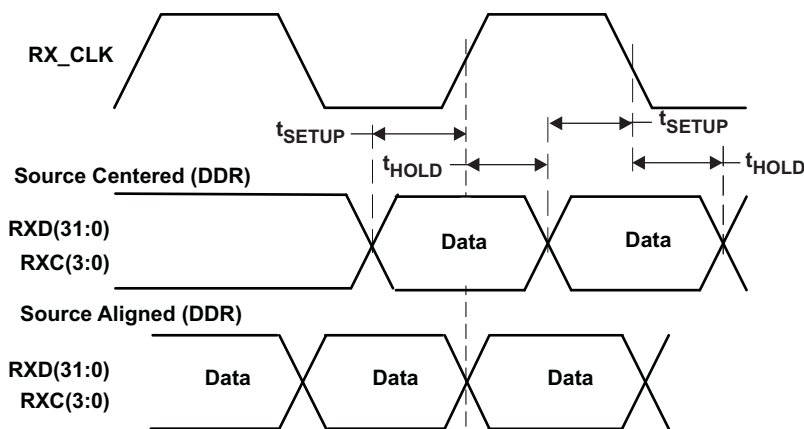 RX_CLK
tSETUP
tSETUP
tHOLD
tHOLD
Source Centered (DDR)
RXD(31:0)
Data
Data
RXC(3:0)
Source Aligned (DDR)
RXD(31:0)
Data
Data
Data
RXC(3:0)